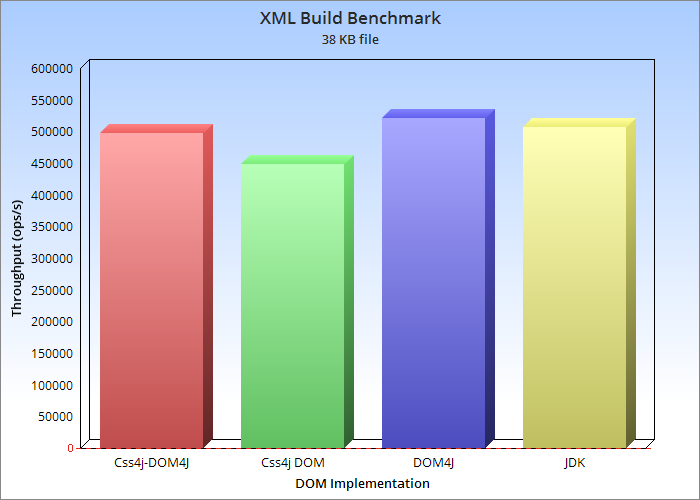 XML Build Benchmark
38 KB file
Throughput (ops/s)
600000
550000
500000
450000
400000
350000
300000
250000
200000
150000
100000
50000
0
Css4j-DOM4J
Css4j DOM
DOM4J
JDK
DOM Implementation